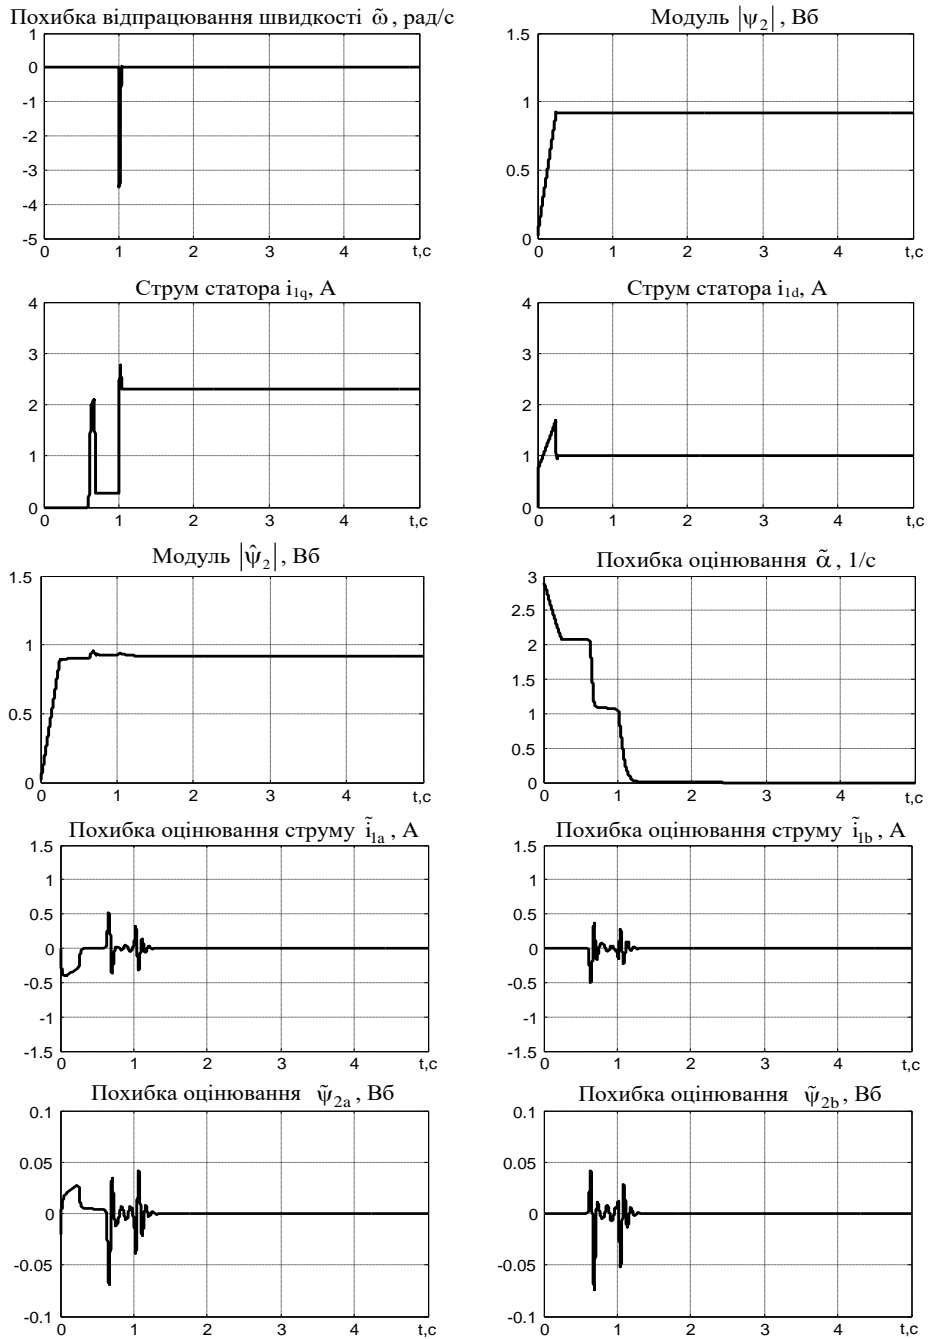 Похибка відпрацювання швидкості ω̃, рад/с
Модуль |ψ₂|, Вб
1
0
-1
-2
-3
-4
-5
0 1 2 3 4 t,c
1.5
1
0.5
0
0 1 2 3 4 t,c
Струм статора i₁q, А
Струм статора i₁d, А
4
3
2
1
0
0 1 2 3 4 t,c
4
3
2
1
0
0 1 2 3 4 t,c
Модуль |ψ̂₂|, Вб
Похибка оцінювання α̃, 1/с
1.5
1
0.5
0
0 1 2 3 4 t,c
3
2.5
2
1.5
1
0.5
0
0 1 2 3 4 t,c
Похибка оцінювання струму ĩ₁a, А
Похибка оцінювання струму ĩ₁b, А
1.5
1
0.5
0
-0.5
-1
-1.5
0 1 2 3 4 t,c
1.5
1
0.5
0
-0.5
-1
-1.5
0 1 2 3 4 t,c
Похибка оцінювання ψ̃₂a, Вб
Похибка оцінювання ψ̃₂b, Вб
0.1
0.05
0
-0.05
-0.1
0 1 2 3 4 t,c
0.1
0.05
0
-0.05
-0.1
0 1 2 3 4 t,c